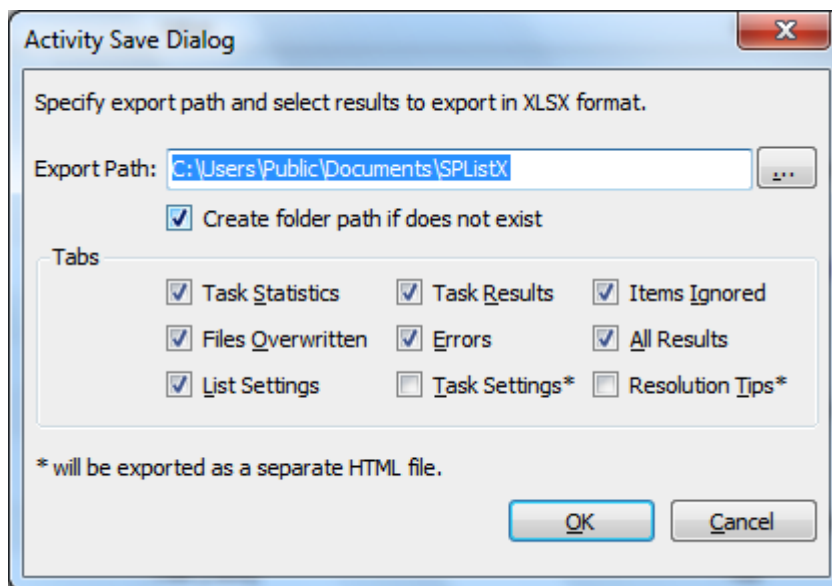 Activity Save Dialog
Specify export path and select results to export in XLSX format.
Export Path: C:\Users\Public\Documents\SPListX ...
Create folder path if does not exist
Tabs
Task Statistics Task Results Items Ignored
Files Overwritten Errors All Results
List Settings Task Settings* Resolution Tips*
* will be exported as a separate HTML file.
OK Cancel